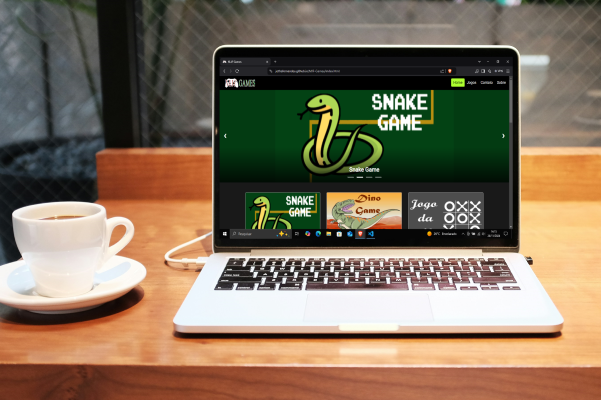 GAMES
Home Jogos Contato Sobre
SNAKE
GAME
Snake Game
SNAKE
GAME
Dino
Game
Jogo
da
Pesquisar